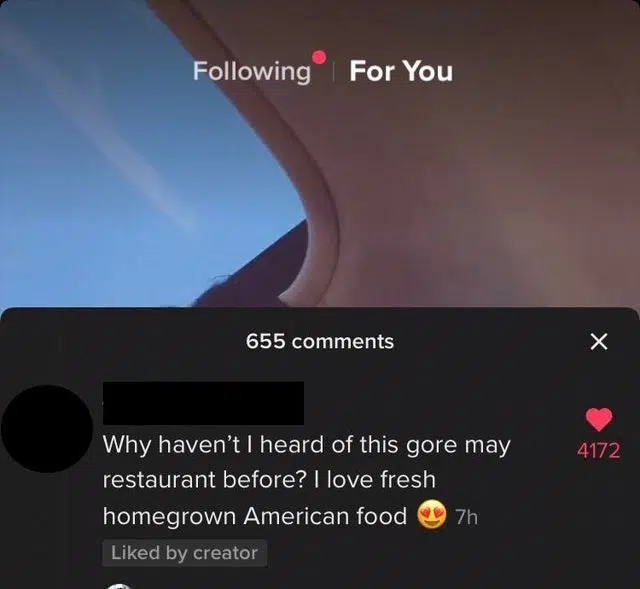 Following For You
655 comments
Why haven’t I heard of this gore may
restaurant before? I love fresh
homegrown American food 😍 7h
4172
Liked by creator